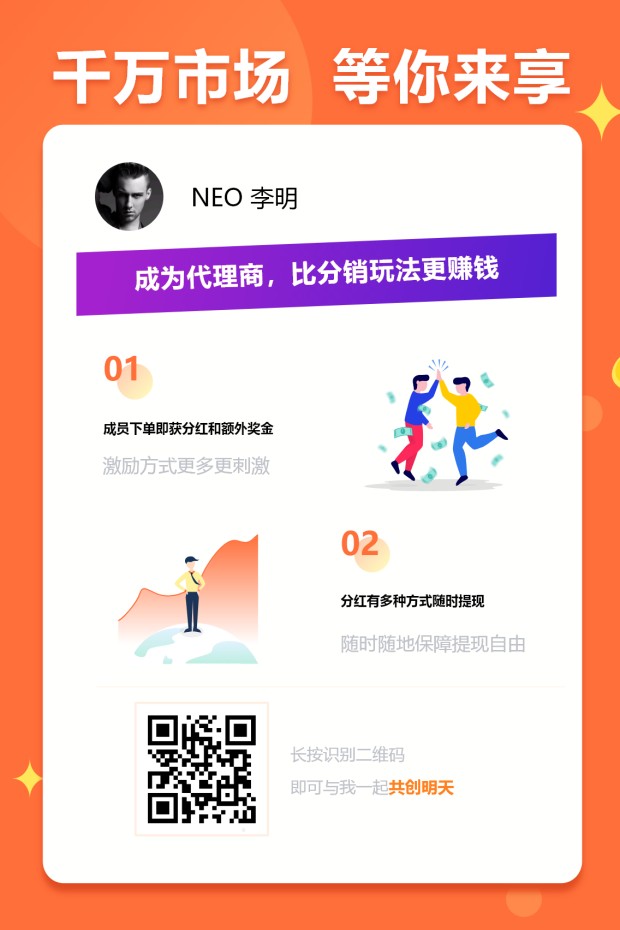 千万市场 等你来享
NEO 李明
成为代理商，比分销玩法更赚钱
01
成员下单即获分红和额外奖金
激励方式更多更刺激
02
分红有多种方式随时提现
随时随地保障提现自由
长按识别二维码
即可与我一起共创明天